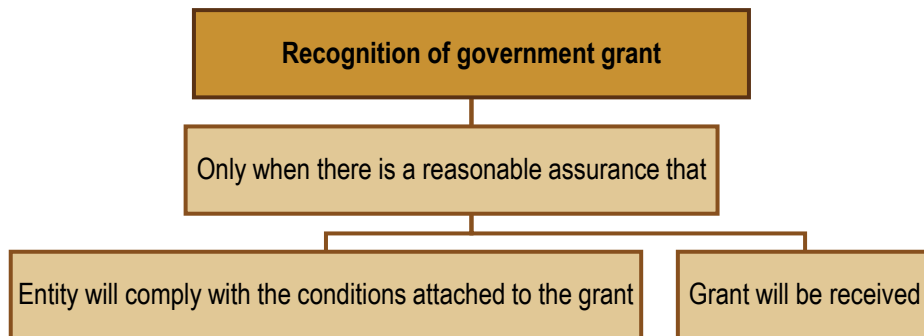 Recognition of government grant
Only when there is a reasonable assurance that
Entity will comply with the conditions attached to the grant
Grant will be received